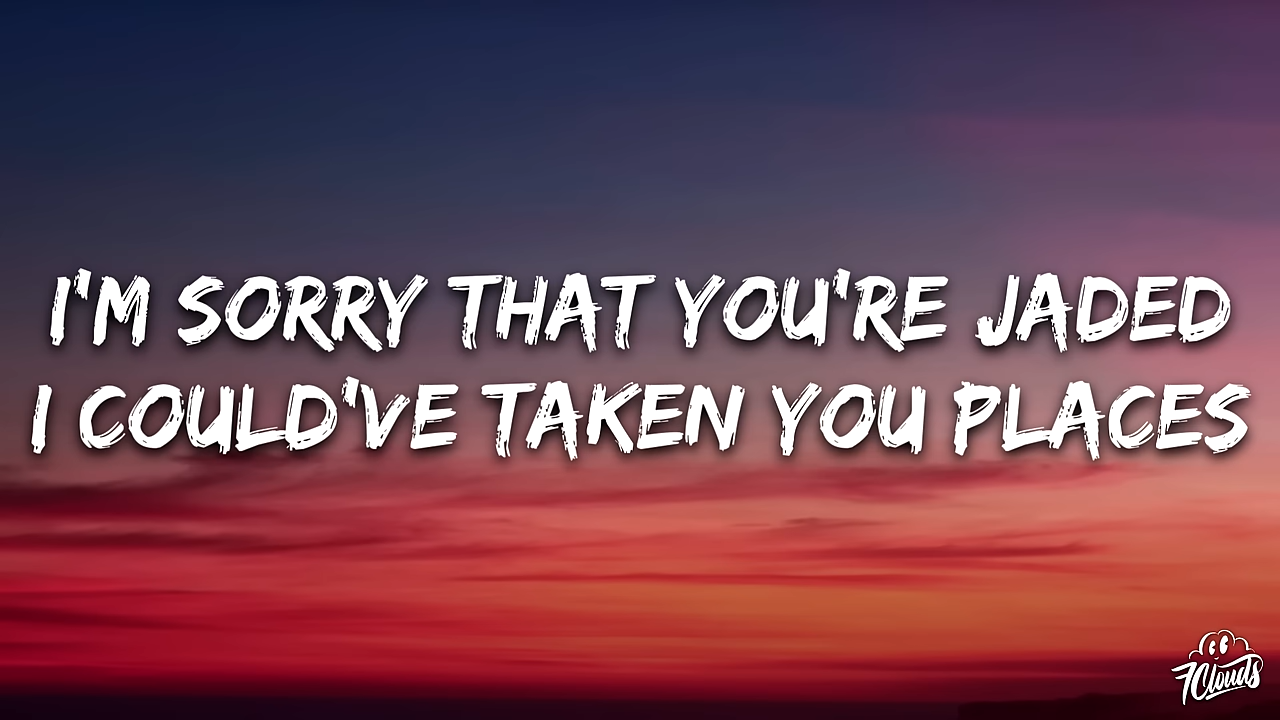 I'M SORRY THAT YOU'RE JADED
I COULD'VE TAKEN YOU PLACES
7Clouds